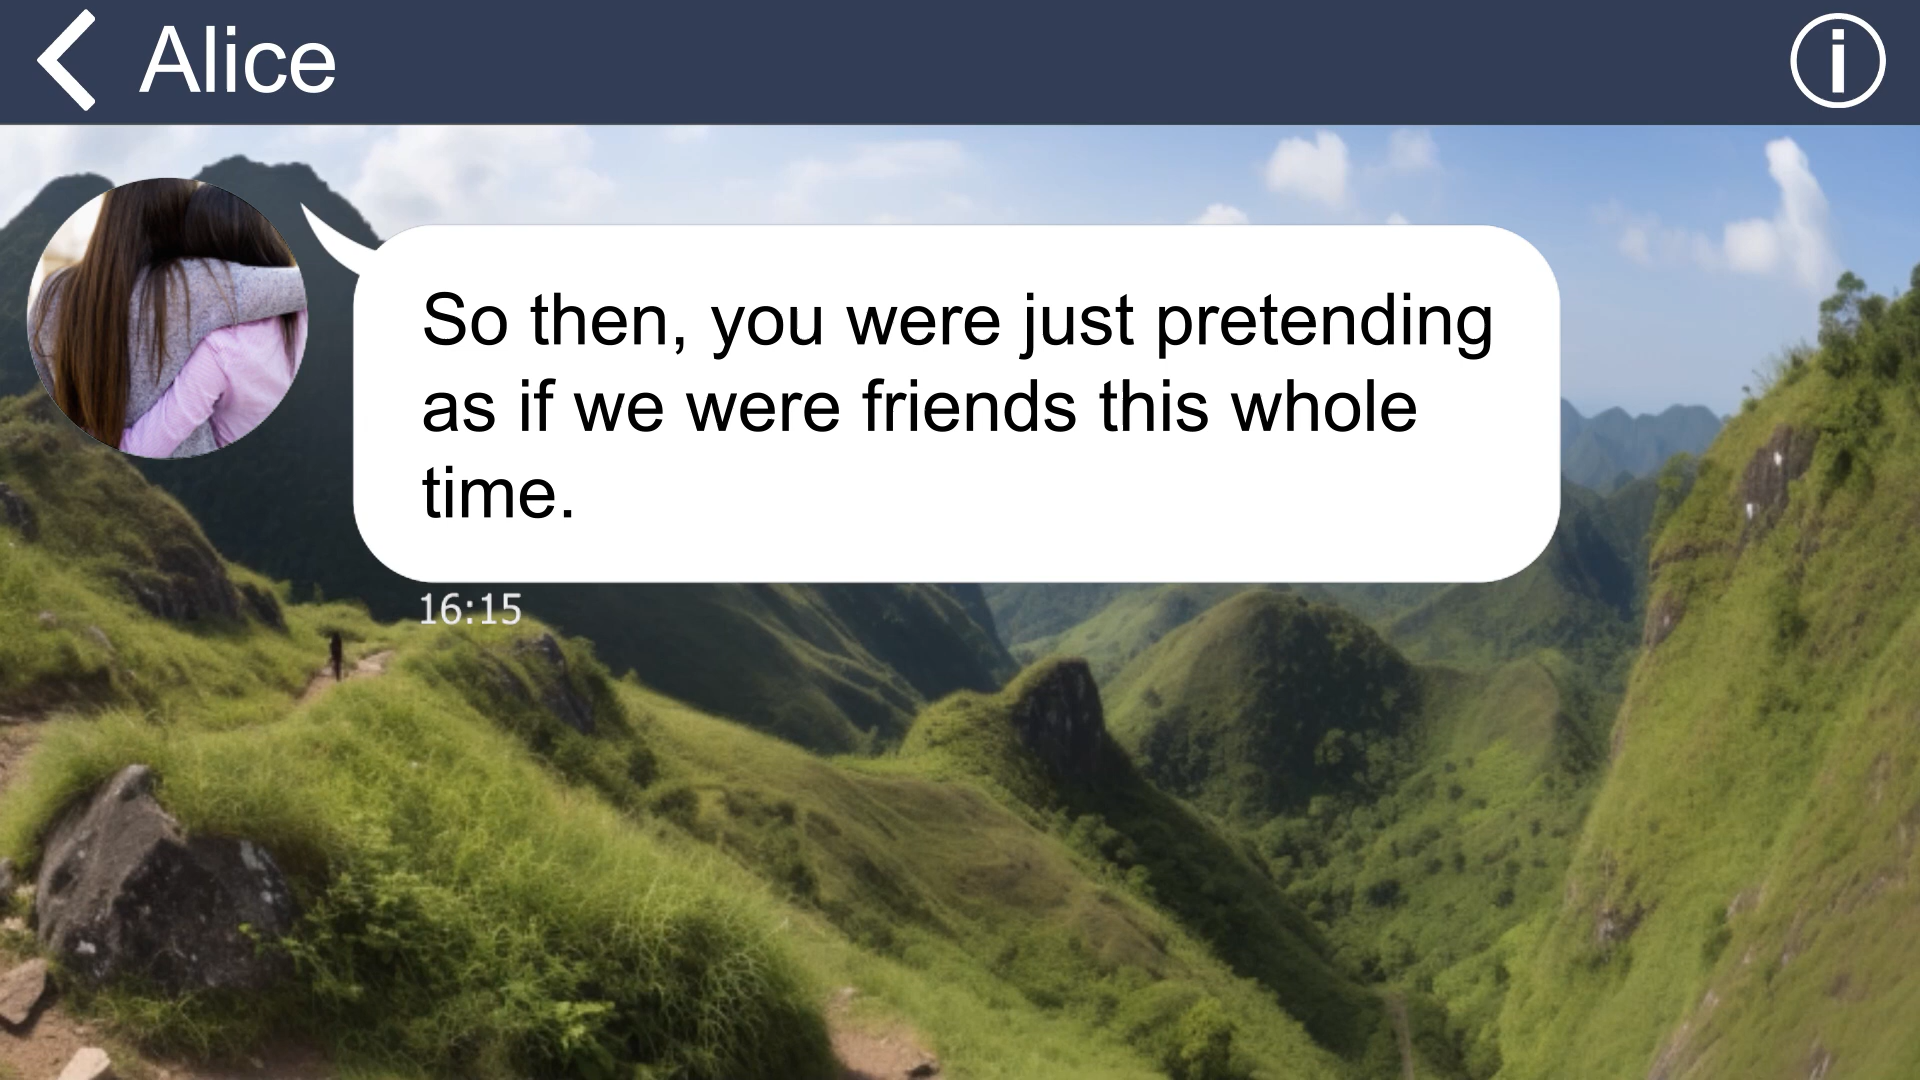 Alice
So then, you were just pretending
as if we were friends this whole
time.
16:15